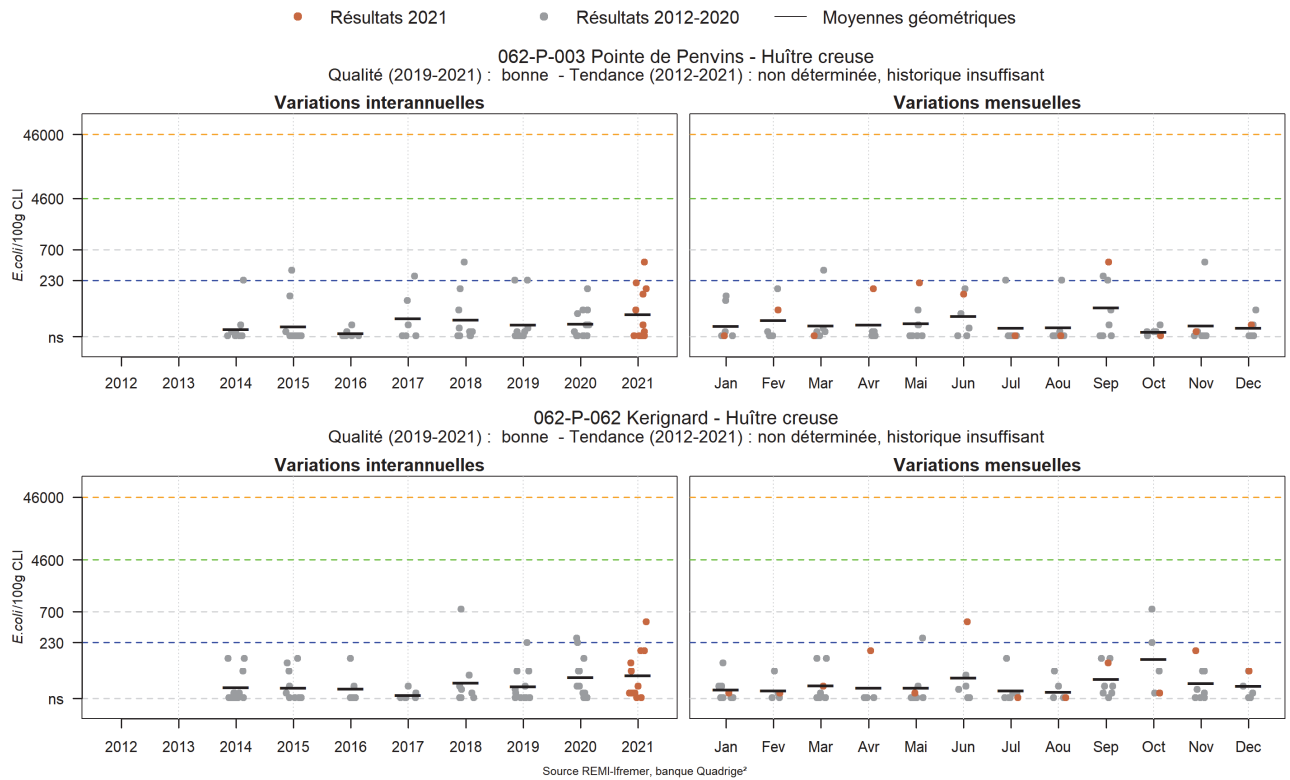 Résultats 2021 Résultats 2012-2020 Moyennes géométriques
062-P-003 Pointe de Penvins - Huître creuse
Qualité (2019-2021) : bonne - Tendance (2012-2021) : non déterminée, historique insuffisant
Variations interannuelles Variations mensuelles
E.coli/100g CLI
46000
4600
700
230
ns
2012 2013 2014 2015 2016 2017 2018 2019 2020 2021
Jan Fev Mar Avr Mai Jun Jul Aou Sep Oct Nov Dec
062-P-062 Kerignard - Huître creuse
Qualité (2019-2021) : bonne - Tendance (2012-2021) : non déterminée, historique insuffisant
Variations interannuelles Variations mensuelles
E.coli/100g CLI
46000
4600
700
230
ns
2012 2013 2014 2015 2016 2017 2018 2019 2020 2021
Jan Fev Mar Avr Mai Jun Jul Aou Sep Oct Nov Dec
Source REMI-Ifremer, banque Quadrige²